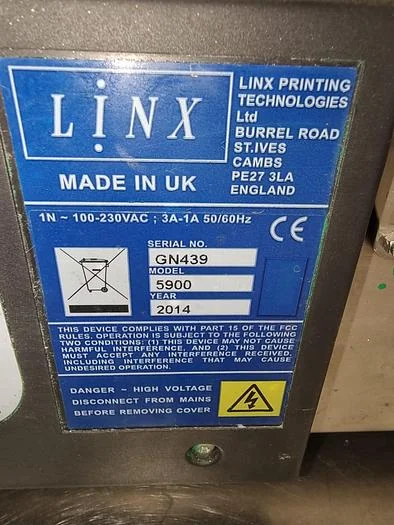 LINX
LINX PRINTING
TECHNOLOGIES
Ltd
BURREL ROAD
ST.IVES
CAMBS
PE27 3LA
ENGLAND
MADE IN UK
1N ~ 100-230VAC ; 3A-1A 50/60Hz
CE
SERIAL NO.
GN439
MODEL
5900
YEAR
2014
THIS DEVICE COMPLIES WITH PART 15 OF THE FCC
RULES. OPERATION IS SUBJECT TO THE FOLLOWING
TWO CONDITIONS: (1) THIS DEVICE MAY NOT CAUSE
HARMFUL INTERFERENCE, AND (2) THIS DEVICE
MUST ACCEPT ANY INTERFERENCE RECEIVED,
INCLUDING INTERFERENCE THAT MAY CAUSE
UNDESIRED OPERATION.
DANGER ~ HIGH VOLTAGE
DISCONNECT FROM MAINS
BEFORE REMOVING COVER